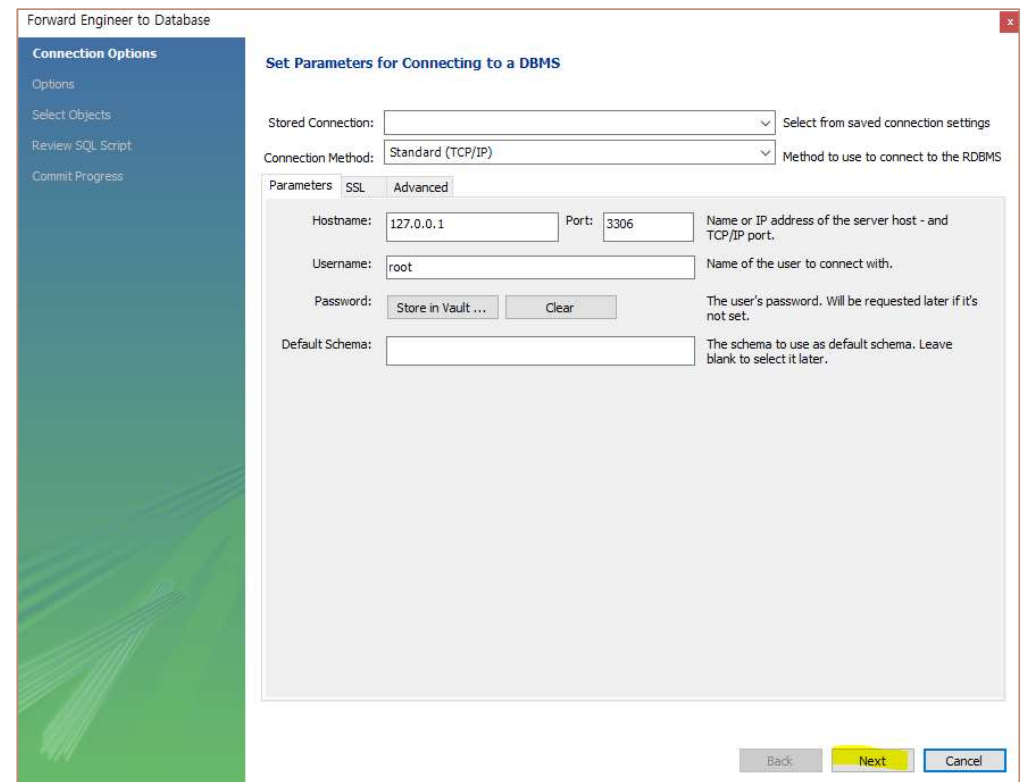 Forward Engineer to Database
x
Connection Options
Options
Select Objects
Review SQL Script
Commit Progress
Set Parameters for Connecting to a DBMS
Stored Connection:
Select from saved connection settings
Connection Method: Standard (TCP/IP)
Method to use to connect to the RDBMS
Parameters SSL Advanced
Hostname: 127.0.0.1 Port: 3306
Name or IP address of the server host - and
TCP/IP port.
Username: root
Name of the user to connect with.
Password: Store in Vault ... Clear
The user's password. Will be requested later if it's
not set.
Default Schema:
The schema to use as default schema. Leave
blank to select it later.
Back Next Cancel